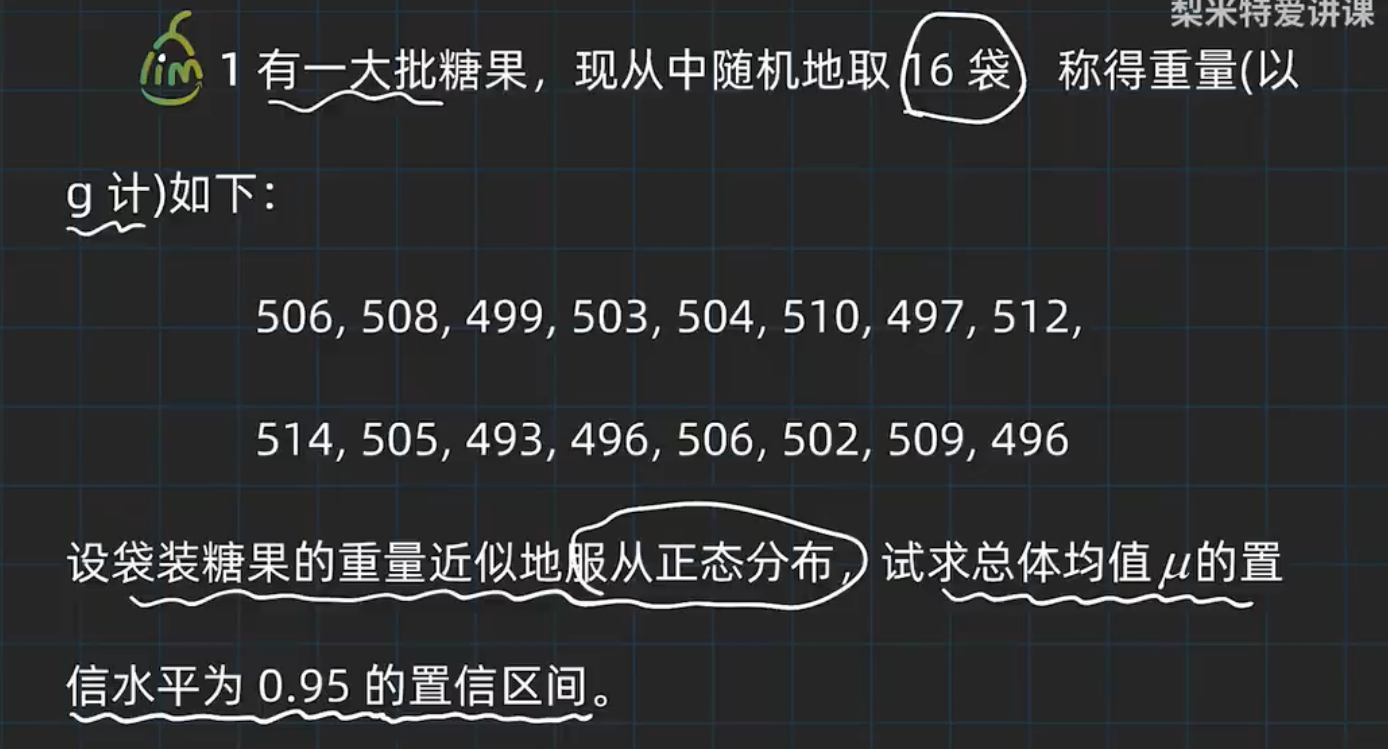 梨米特爱讲课
lim 1 有一大批糖果，现从中随机地取 16 袋 称得重量(以
g 计)如下：
506, 508, 499, 503, 504, 510, 497, 512,
514, 505, 493, 496, 506, 502, 509, 496
设袋装糖果的重量近似地服从正态分布，试求总体均值 μ的置
信水平为 0.95 的置信区间。